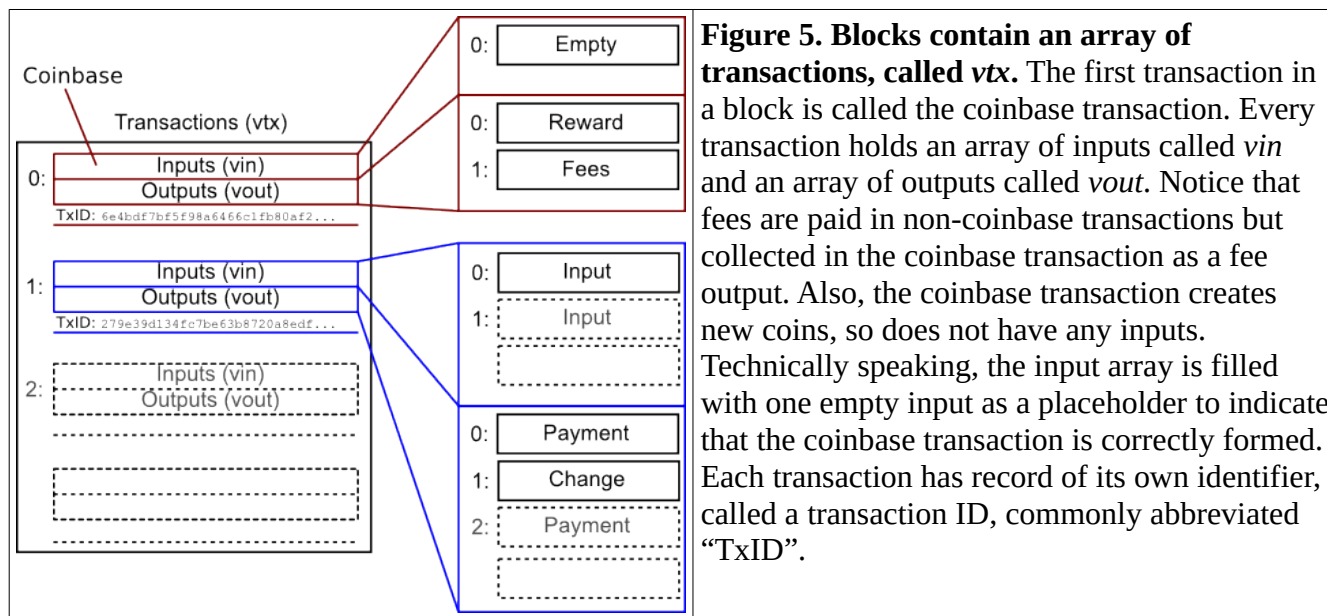 Coinbase
Transactions (vtx)
0:
Inputs (vin)
Outputs (vout)
TxID: 6e4bdf7bf5f98a6466c1fb80af2...
1:
Inputs (vin)
Outputs (vout)
TxID: 279e39d134fc7be63b8720a8edf...
2:
Inputs (vin)
Outputs (vout)
0: Empty
0: Reward
1: Fees
0: Input
1: Input
0: Payment
1: Change
2: Payment
Figure 5. Blocks contain an array of
transactions, called vtx. The first transaction in
a block is called the coinbase transaction. Every
transaction holds an array of inputs called vin
and an array of outputs called vout. Notice that
fees are paid in non-coinbase transactions but
collected in the coinbase transaction as a fee
output. Also, the coinbase transaction creates
new coins, so does not have any inputs.
Technically speaking, the input array is filled
with one empty input as a placeholder to indicate
that the coinbase transaction is correctly formed.
Each transaction has record of its own identifier,
called a transaction ID, commonly abbreviated
“TxID”.